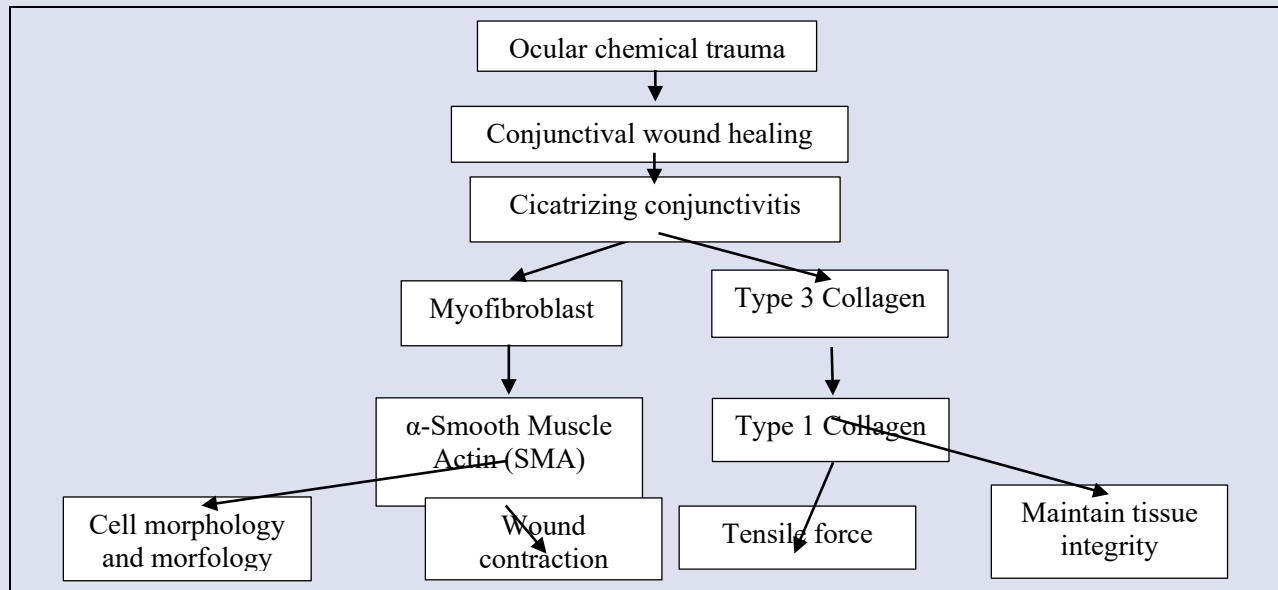 Ocular chemical trauma
Conjunctival wound healing
Cicatrizing conjunctivitis
Myofibroblast
Type 3 Collagen
α-Smooth Muscle
Actin (SMA)
Type 1 Collagen
Cell morphology
and morfology
Wound
contraction
Tensile force
Maintain tissue
integrity